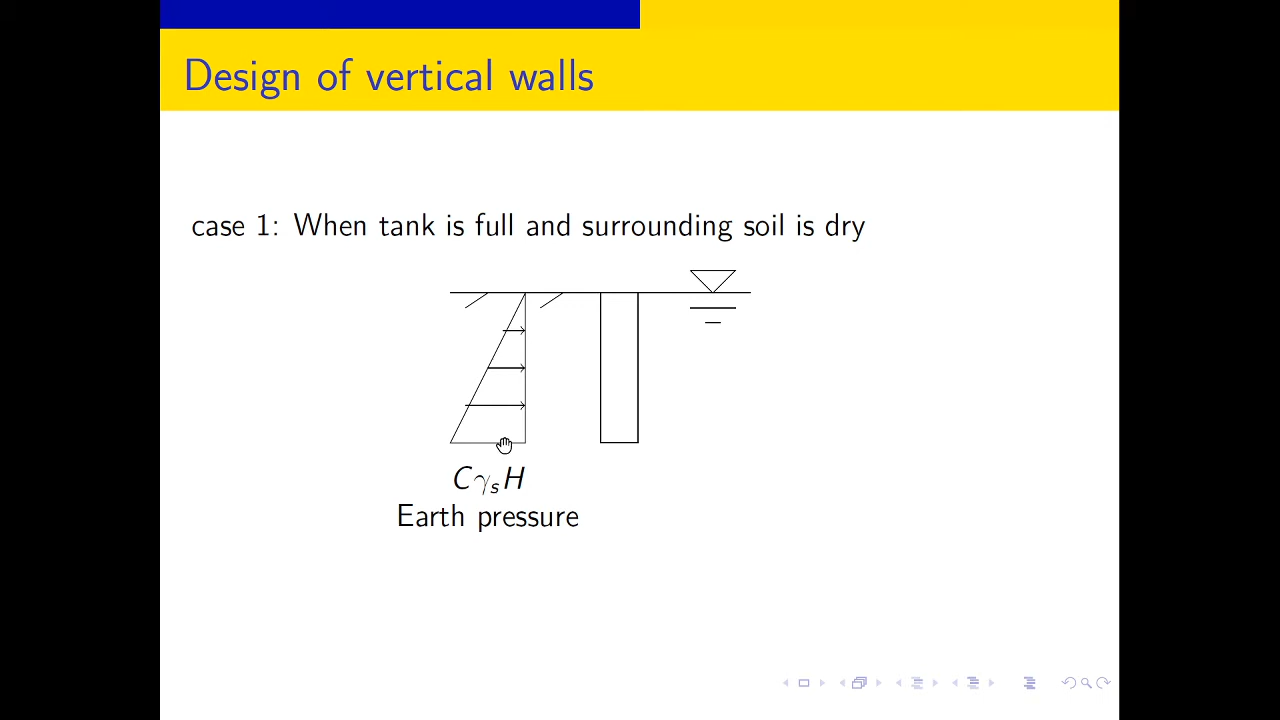 Design of vertical walls
case 1: When tank is full and surrounding soil is dry
CγₛH
Earth pressure